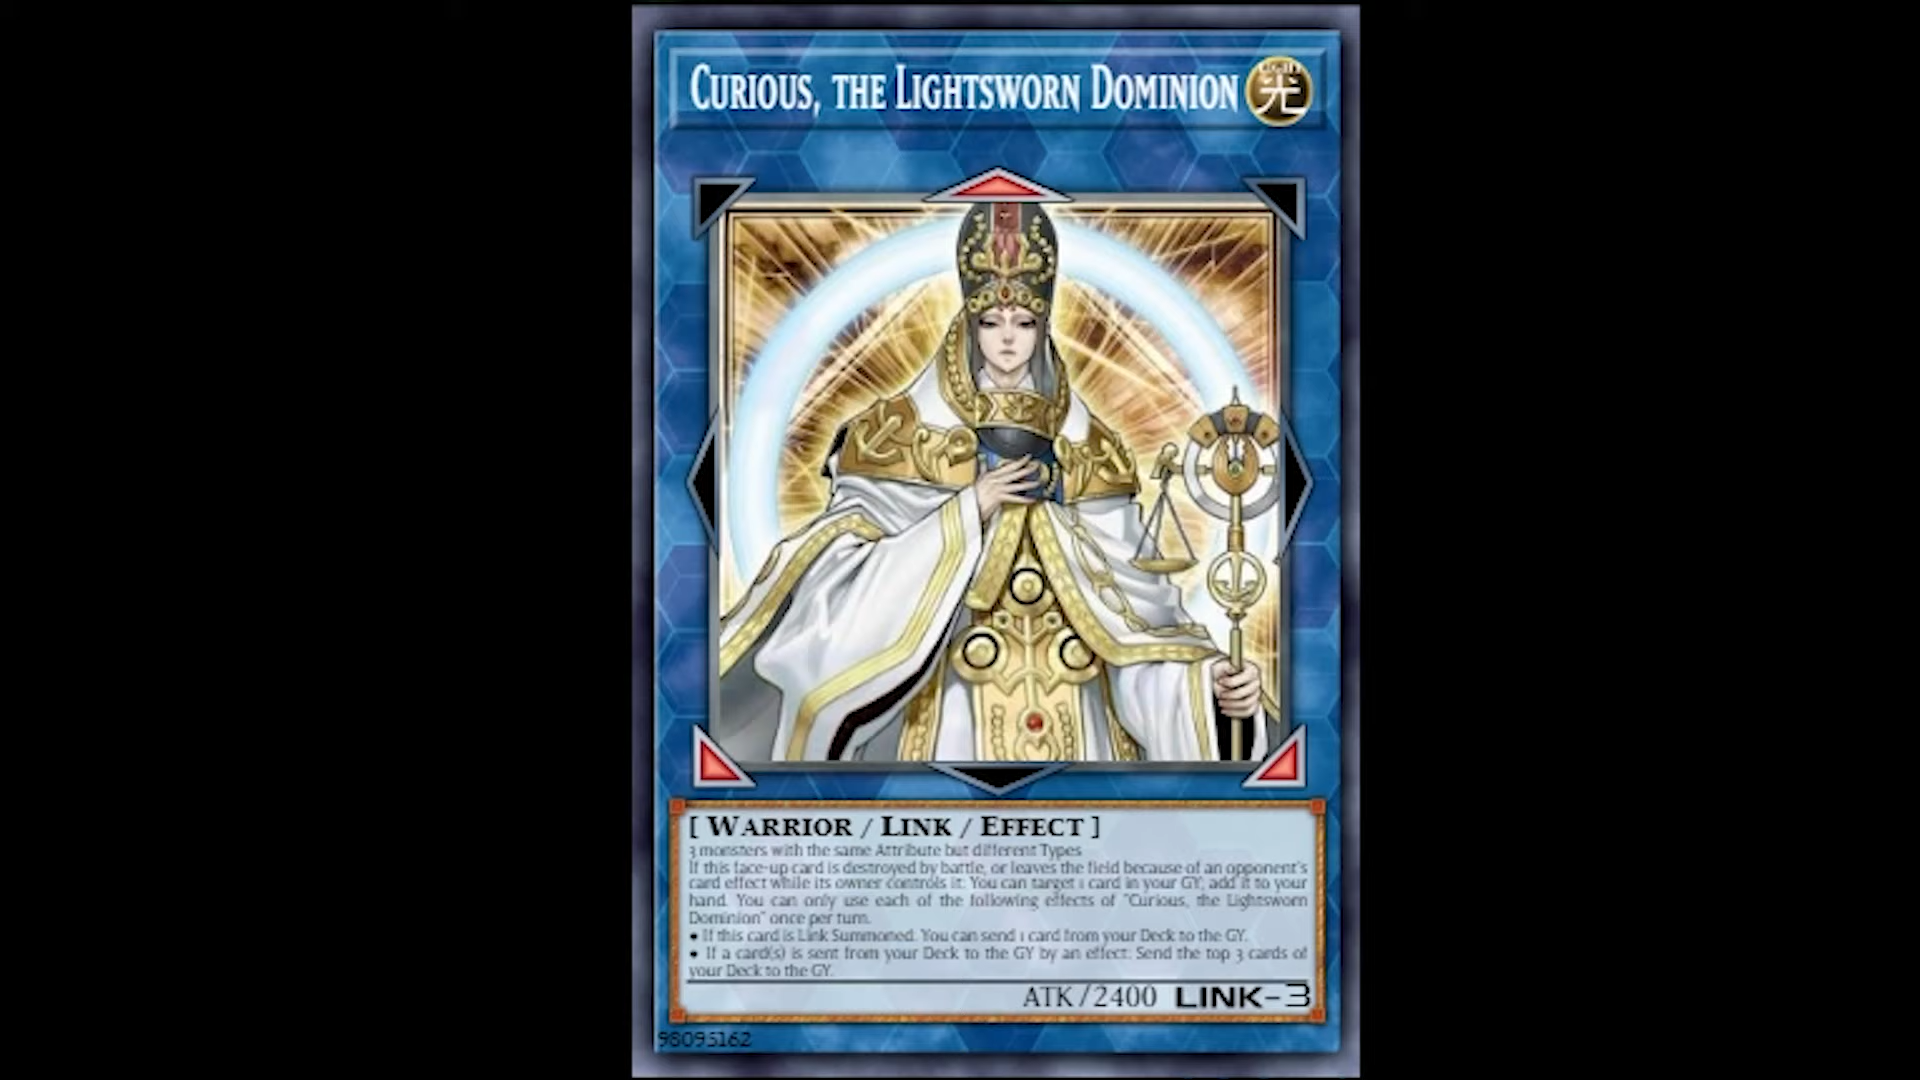 CURIOUS, THE LIGHTSWORN DOMINION
LIGHT
光
[ WARRIOR / LINK / EFFECT ]
3 monsters with the same Attribute but different Types
If this face-up card is destroyed by battle, or leaves the field because of an opponent's
card effect while its owner controls it: You can target 1 card in your GY; add it to your
hand. You can only use each of the following effects of "Curious, the Lightsworn
Dominion" once per turn.
● If this card is Link Summoned: You can send 1 card from your Deck to the GY.
● If a card(s) is sent from your Deck to the GY by an effect: Send the top 3 cards of
your Deck to the GY.
ATK/2400 LINK-3
98095162